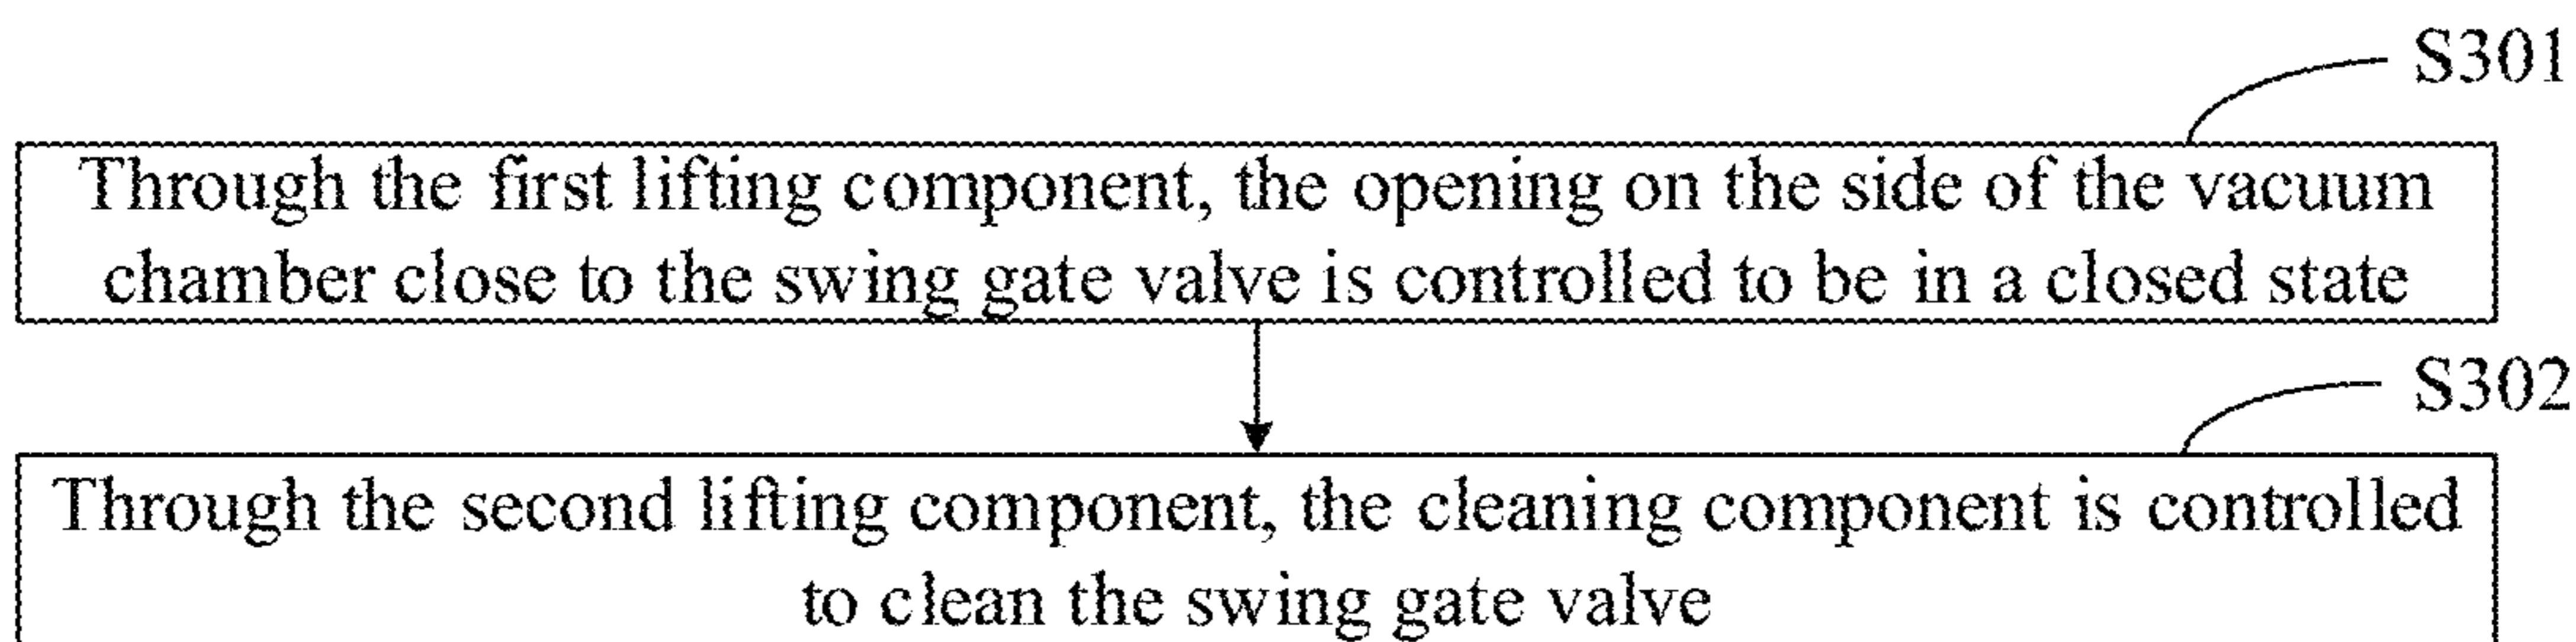 S301
Through the first lifting component, the opening on the side of the vacuum
chamber close to the swing gate valve is controlled to be in a closed state
S302
Through the second lifting component, the cleaning component is controlled
to clean the swing gate valve